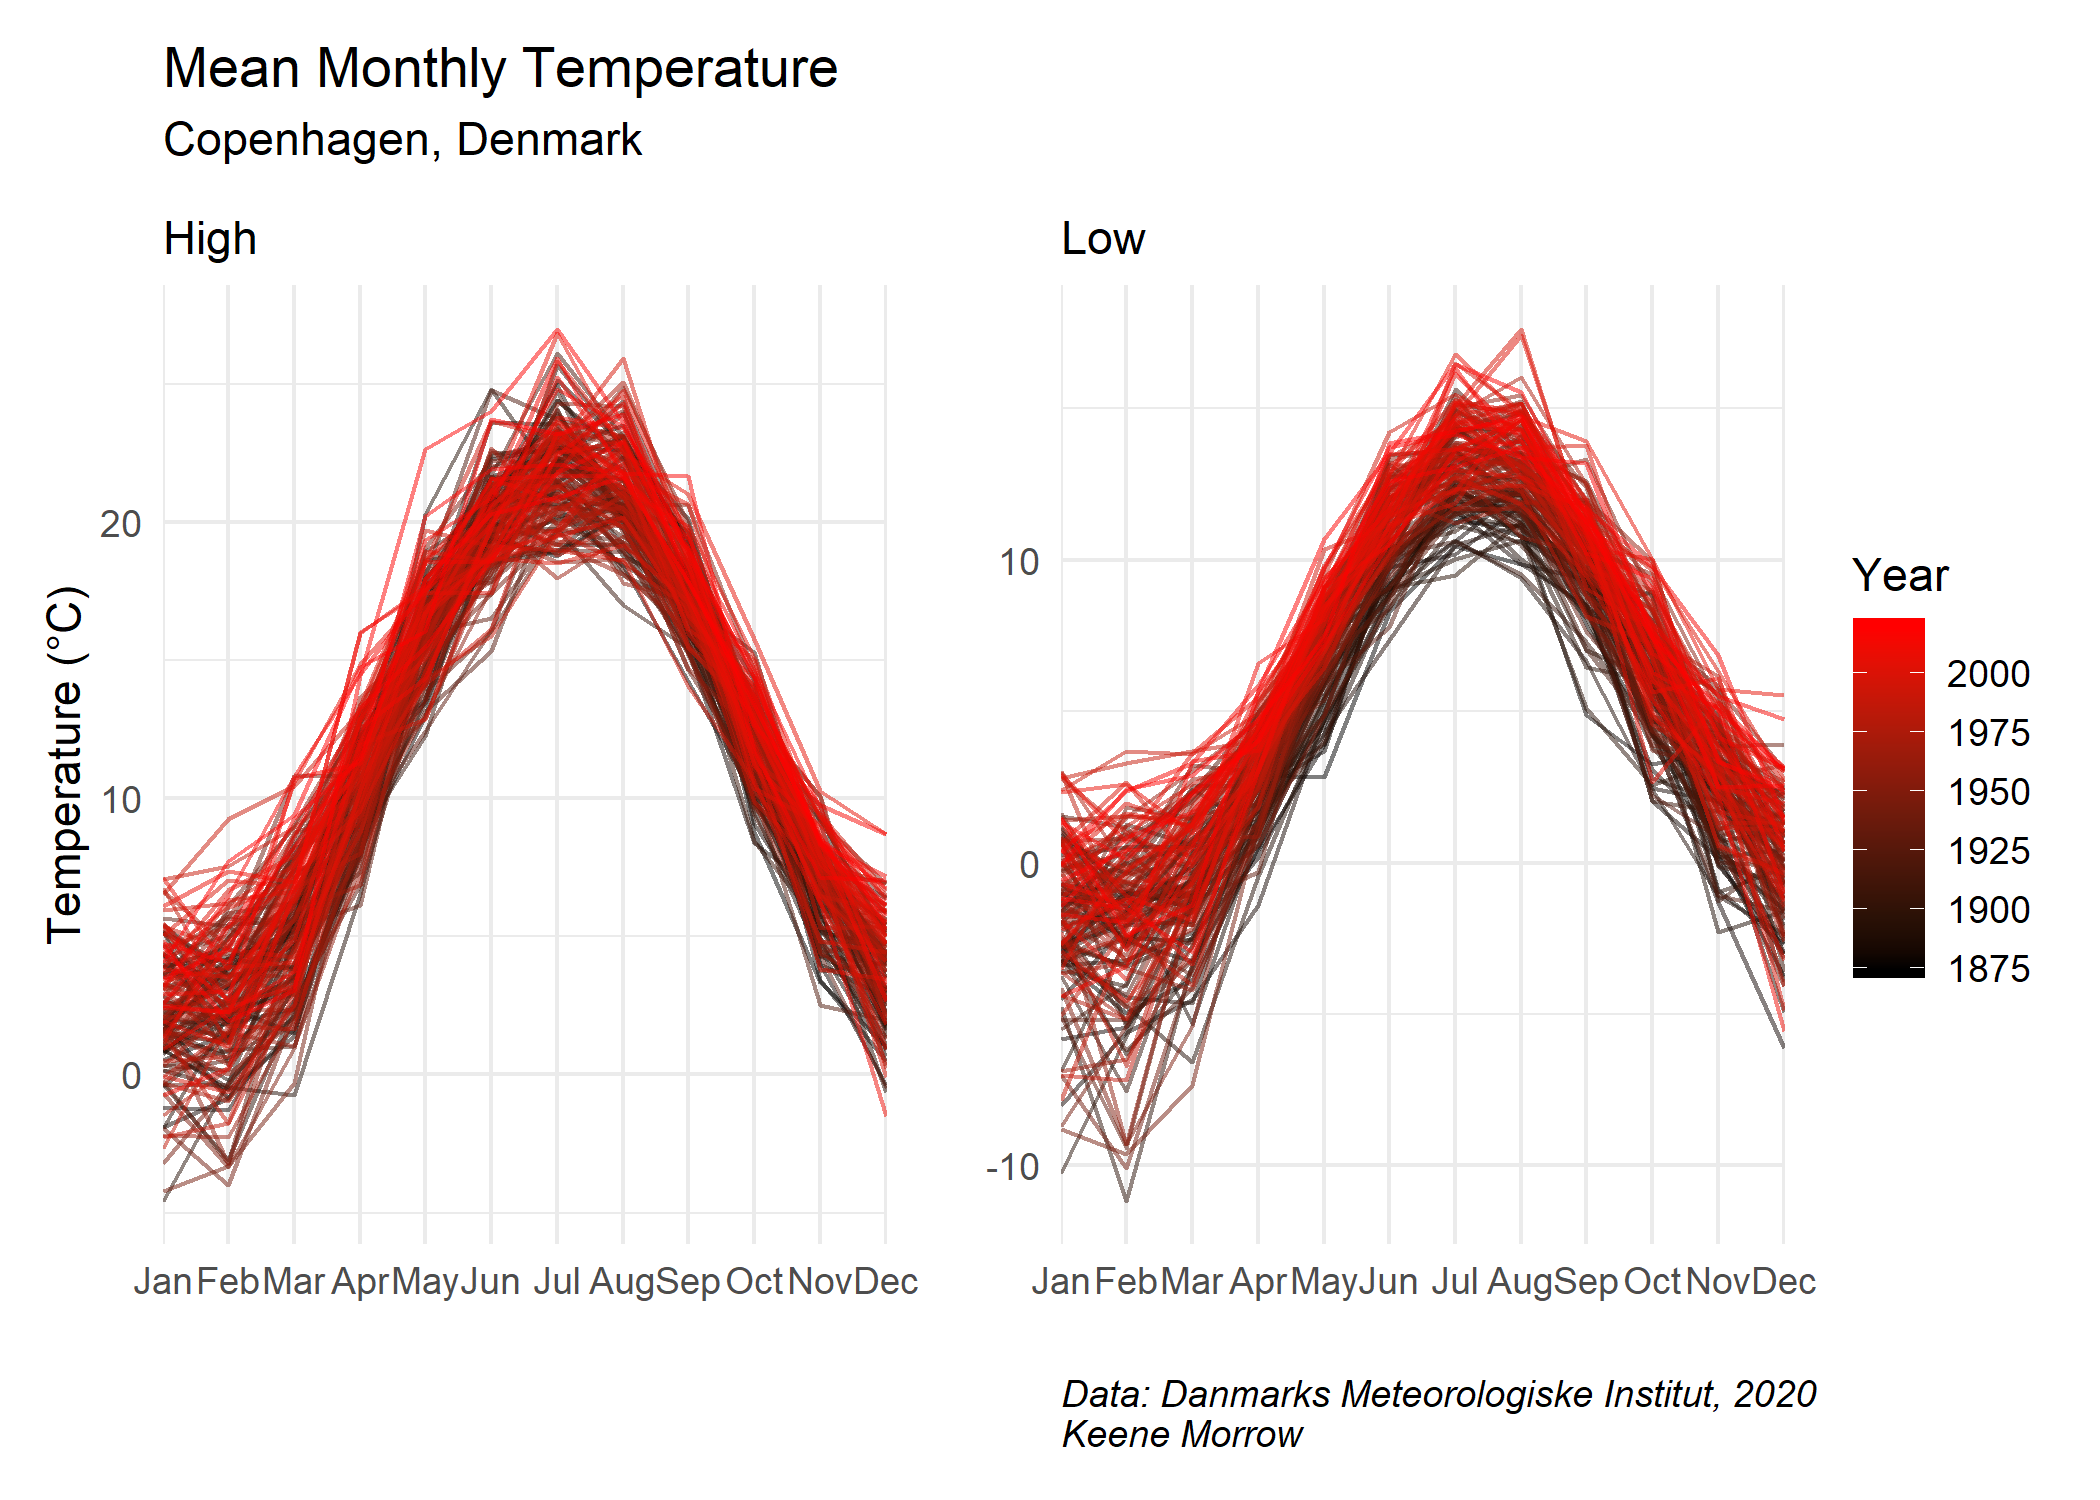 Mean Monthly Temperature
Copenhagen, Denmark
High
Low
Temperature (°C)
20
10
0
Jan Feb Mar Apr May Jun Jul Aug Sep Oct Nov Dec
10
0
-10
Jan Feb Mar Apr May Jun Jul Aug Sep Oct Nov Dec
Year
2000
1975
1950
1925
1900
1875
Data: Danmarks Meteorologiske Institut, 2020
Keene Morrow